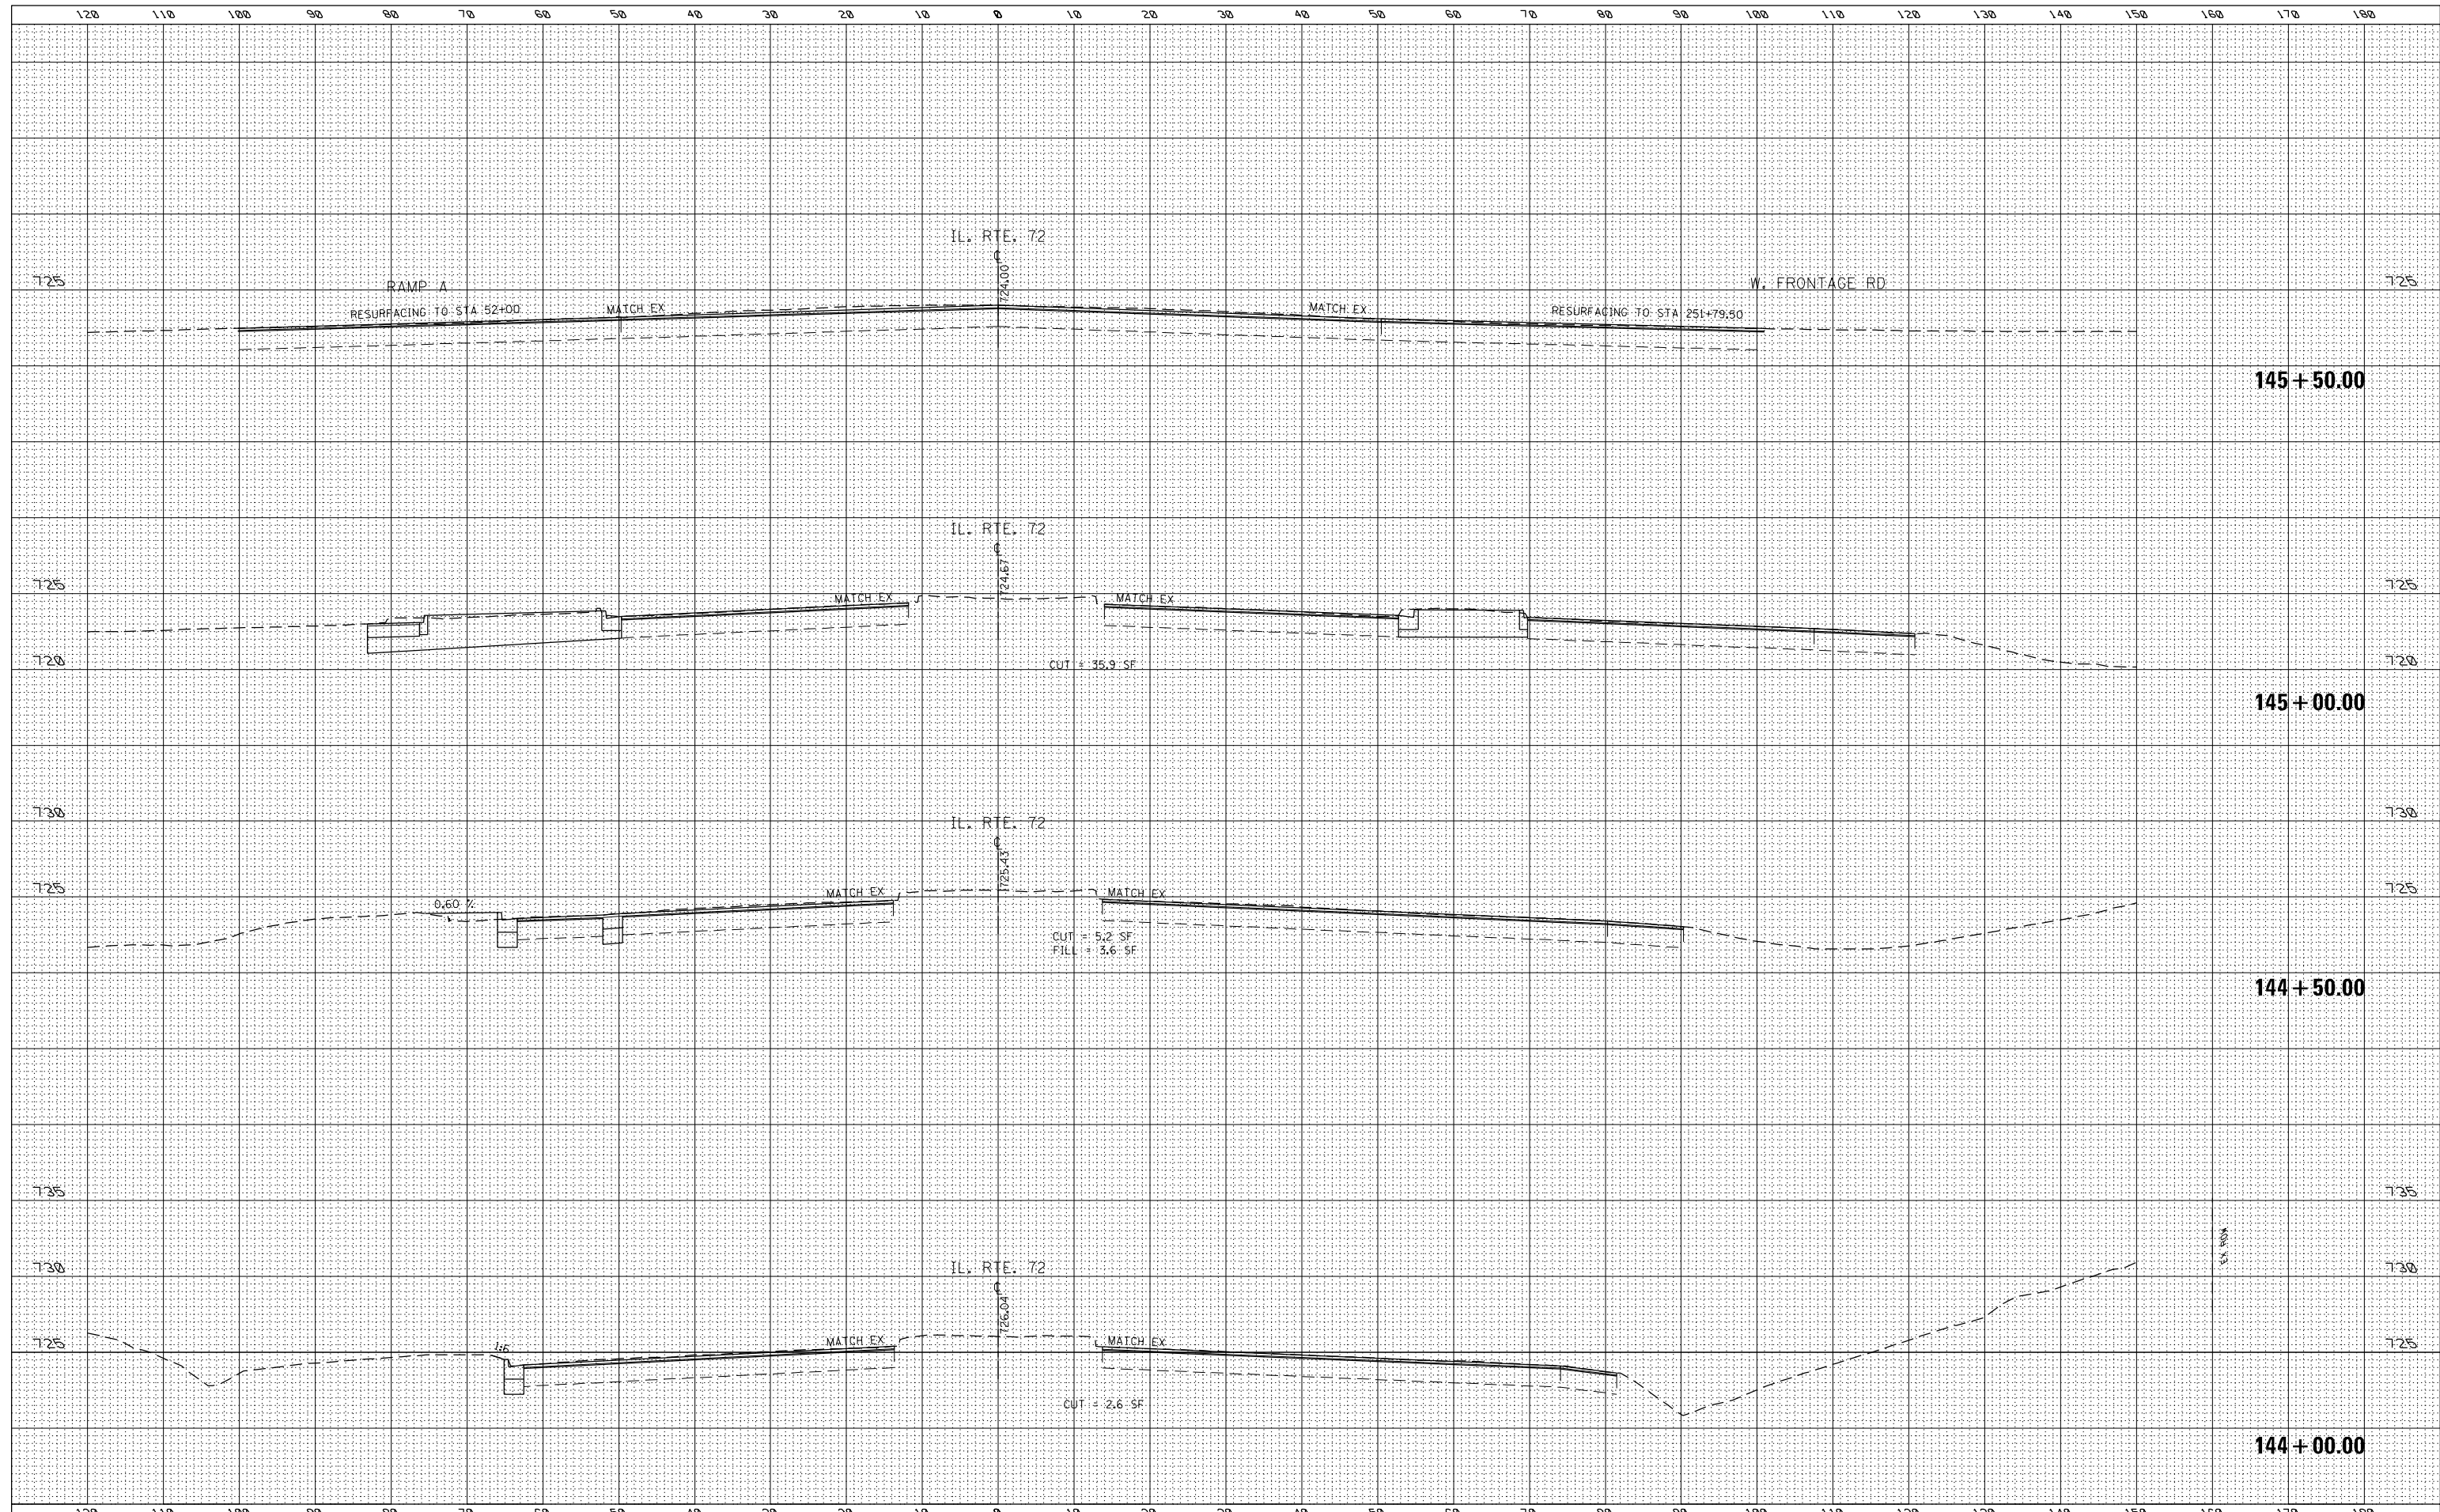 120 110 100 90 80 70 60 50 40 30 20 10 0 10 20 30 40 50 60 70 80 90 100 110 120 130 140 150 160 170 180
IL. RTE. 72
℄
724.00'
725
RAMP A
W. FRONTAGE RD
725
RESURFACING TO STA 52+00
MATCH EX
MATCH EX
RESURFACING TO STA 251+79.50
145+50.00
IL. RTE. 72
℄
724.67'
725
725
MATCH EX
MATCH EX
720
CUT = 35.9 SF
720
145+00.00
730
730
IL. RTE. 72
℄
725.43'
725
MATCH EX
MATCH EX
725
0.60 %
CUT = 5.2 SF
FILL = 3.6 SF
144+50.00
735
735
EX ROW
730
IL. RTE. 72
730
℄
726.04'
725
1:6
MATCH EX
MATCH EX
725
CUT = 2.6 SF
144+00.00
120 110 100 90 80 70 60 50 40 30 20 10 0 10 20 30 40 50 60 70 80 90 100 110 120 130 140 150 160 170 180